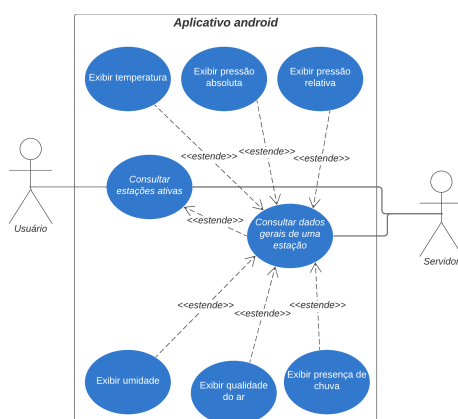 Aplicativo android
Exibir temperatura
Exibir pressão
absoluta
Exibir pressão
relativa
<<estende>>
<<estende>>
<<estende>>
Consultar
estações ativas
Usuário
<<estende>>
Consultar dados
gerais de uma
estação
Servidor
<<estende>>
<<estende>>
<<estende>>
Exibir umidade
Exibir qualidade
do ar
Exibir presença de
chuva